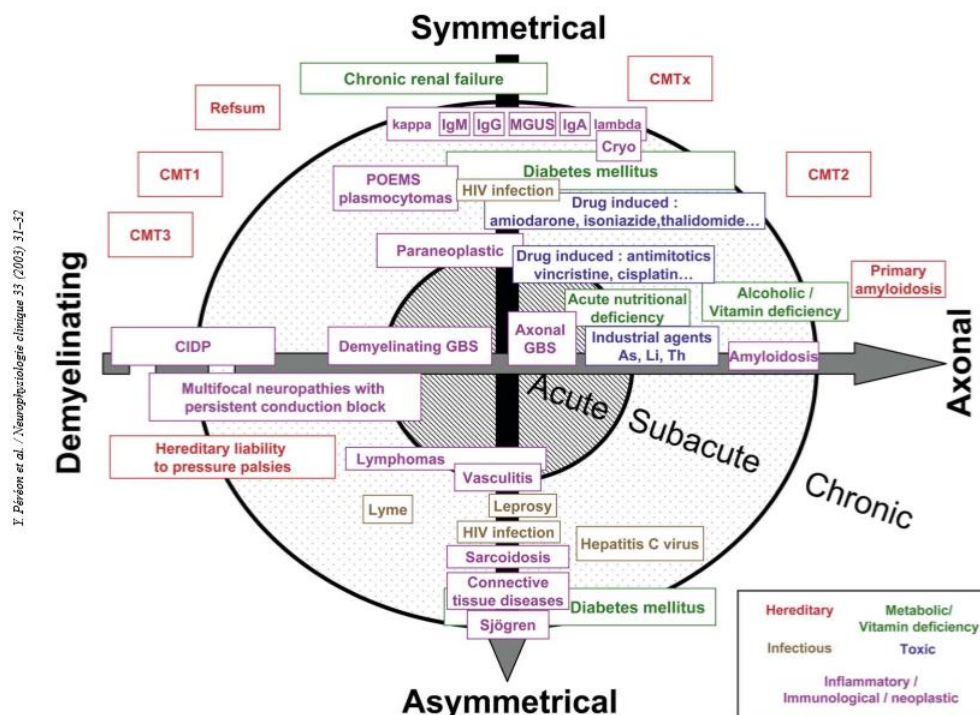 Symmetrical
Chronic renal failure
CMTx
Refsum
kappa IgM IgG MGUS IgA lambda
Cryo
CMT1
POEMS
plasmocytomas
Diabetes mellitus
HIV infection
CMT2
Drug induced :
amiodarone, isoniazide,thalidomide...
CMT3
Paraneoplastic
Drug induced : antimitotics
vincristine, cisplatin...
Primary
amyloidosis
Acute nutritional
deficiency
Alcoholic /
Vitamin deficiency
Demyelinating
CIDP
Demyelinating GBS
Axonal
GBS
Industrial agents
As, Li, Th
Amyloidosis
Axonal
Multifocal neuropathies with
persistent conduction block
Acute
Subacute
Chronic
Hereditary liability
to pressure palsies
Lymphomas
Vasculitis
Lyme
Leprosy
HIV infection
Hepatitis C virus
Sarcoidosis
Connective
tissue diseases
Diabetes mellitus
Sjögren
Asymmetrical
Hereditary
Metabolic/
Vitamin deficiency
Infectious
Toxic
Inflammatory /
Immunological / neoplastic
Y. Péréon et al. / Neurophysiologie clinique 33 (2003) 31–32